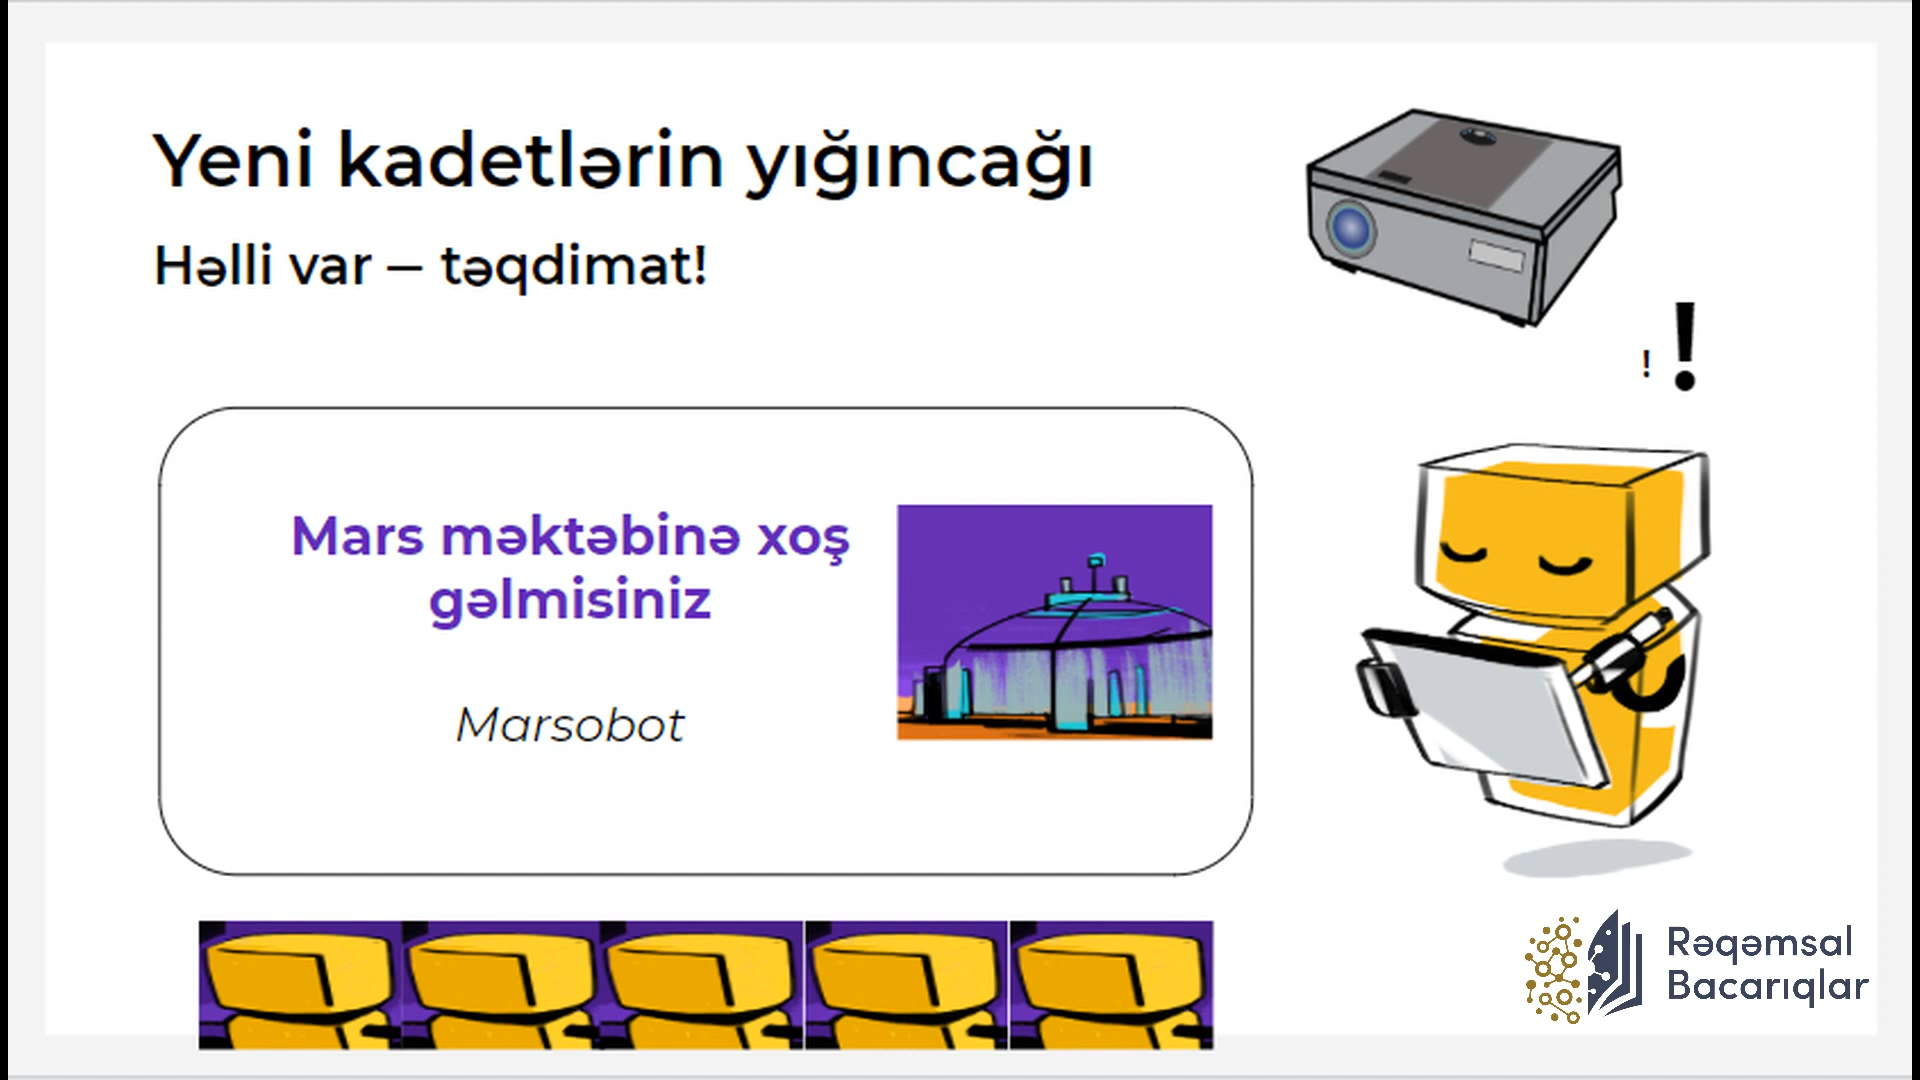 Yeni kadetlərin yığıncağı
Həlli var – təqdimat!
! !
Mars məktəbinə xoş
gəlmisiniz
Marsobot
Rəqəmsal
Bacarıqlar